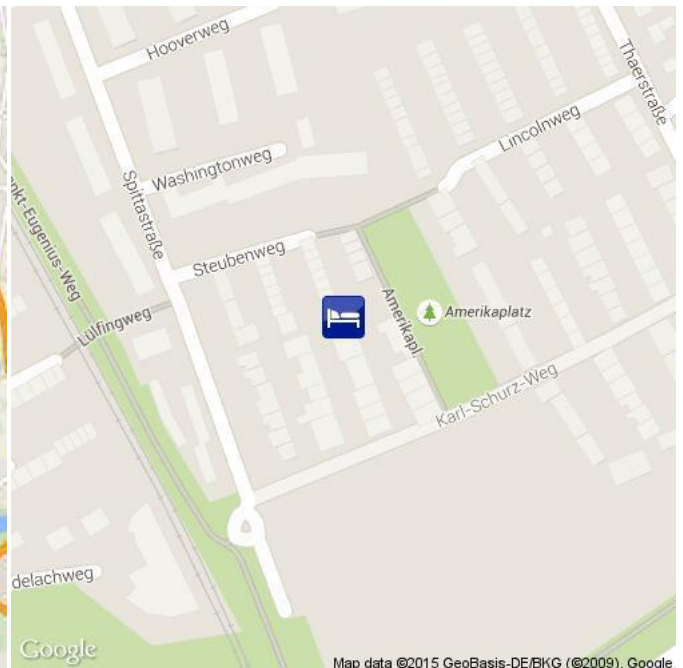 Hooverweg
Thaerstraße
Lincolnweg
Washingtonweg
Spittastraße
nkt-Eugenius-Weg
Steubenweg
Lülfingweg
Amerikapl.
Amerikaplatz
Karl-Schurz-Weg
delachweg
Google
Map data ©2015 GeoBasis-DE/BKG (©2009), Google